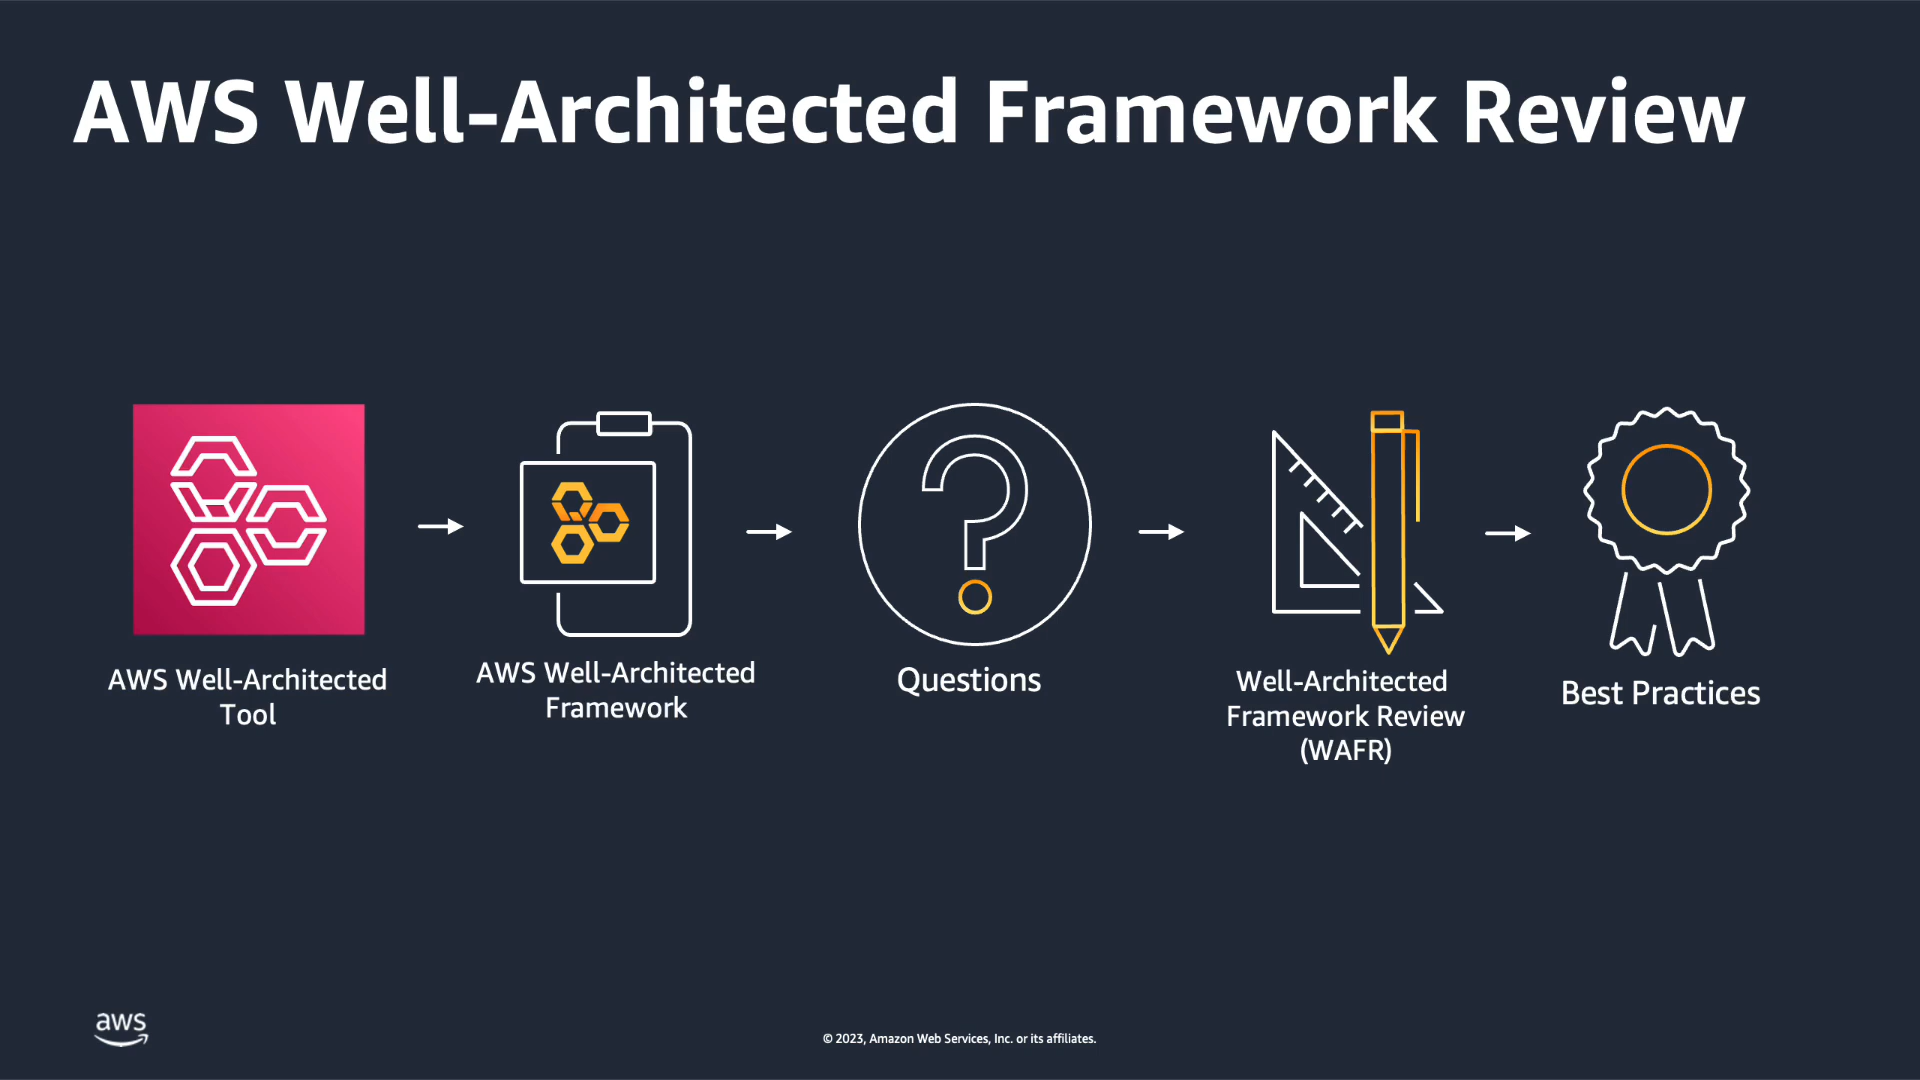 AWS Well-Architected Framework Review
AWS Well-Architected
Tool
AWS Well-Architected
Framework
Questions
Well-Architected
Framework Review
(WAFR)
Best Practices
aws
© 2023, Amazon Web Services, Inc. or its affiliates.